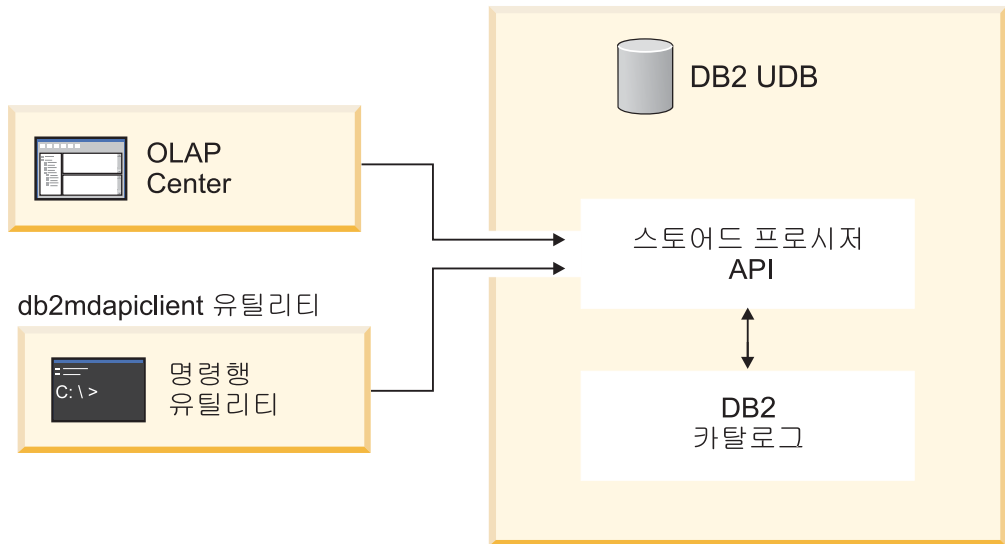 DB2 UDB
OLAP
Center
스토어드 프로시저
API
db2mdapiclient 유틸리티
C: \ >
명령행
유틸리티
DB2
카탈로그